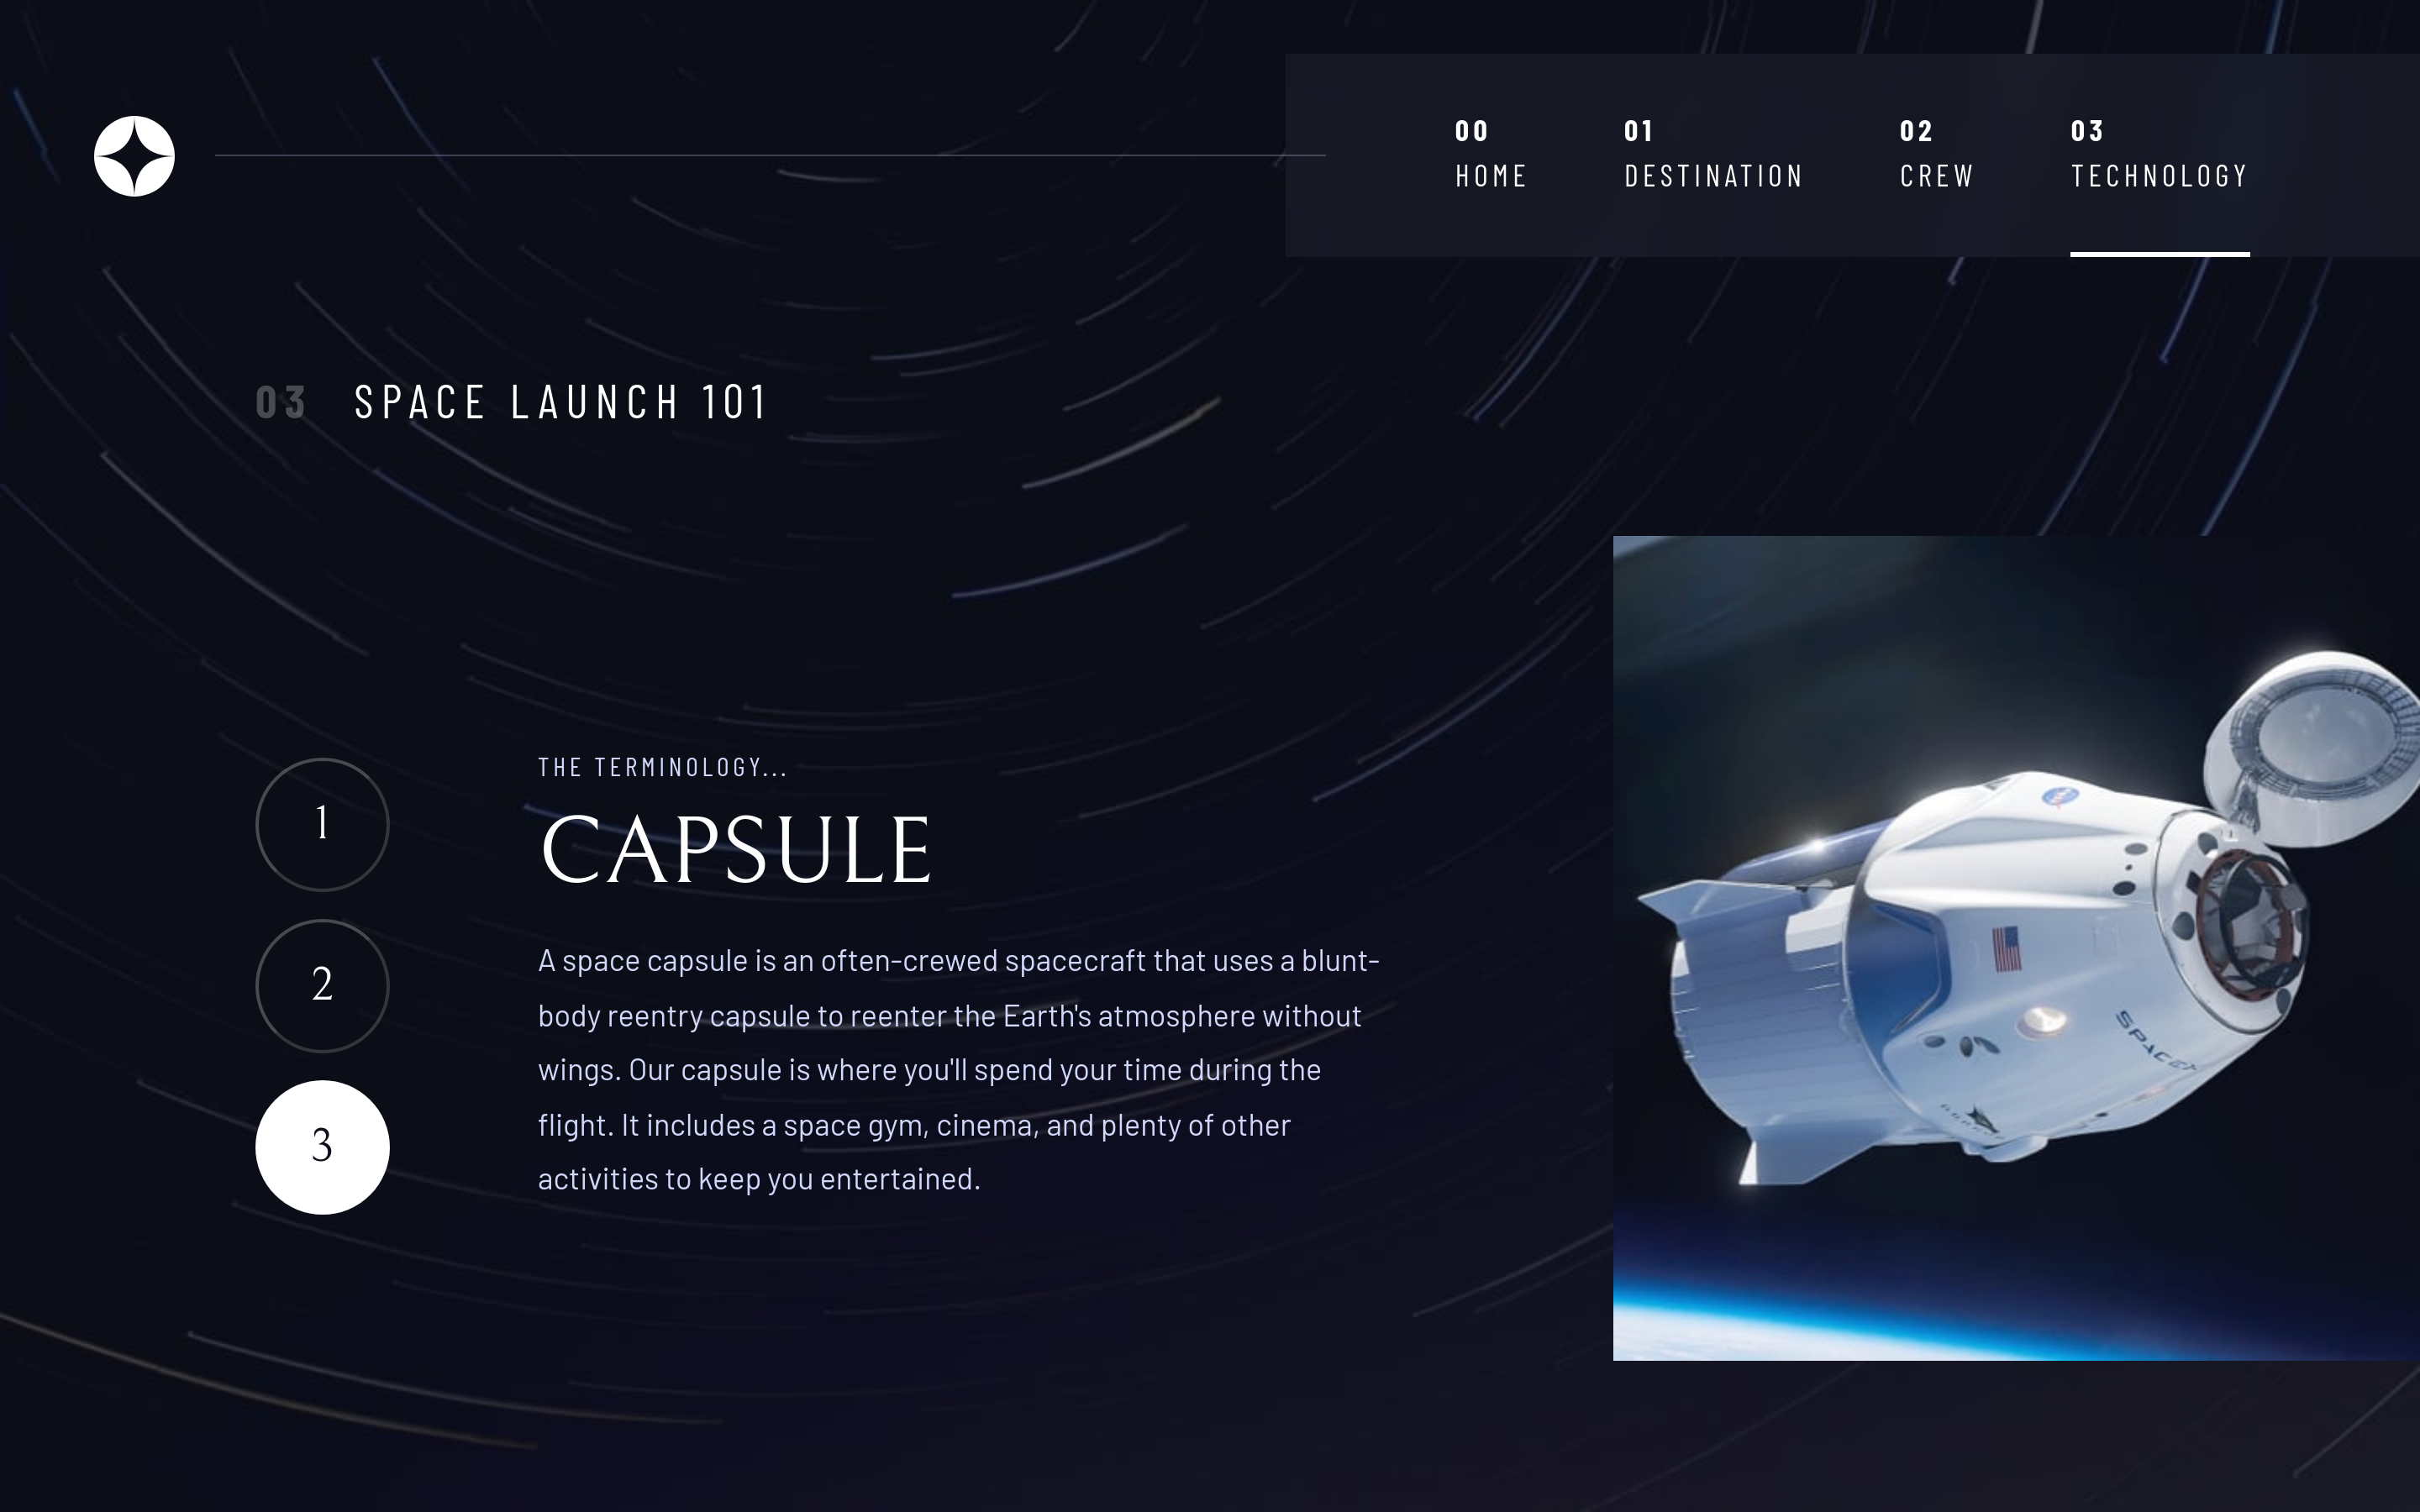 00 01 02 03
HOME DESTINATION CREW TECHNOLOGY
03 SPACE LAUNCH 101
THE TERMINOLOGY...
CAPSULE
1
2
3
A space capsule is an often-crewed spacecraft that uses a blunt-
body reentry capsule to reenter the Earth's atmosphere without
wings. Our capsule is where you'll spend your time during the
flight. It includes a space gym, cinema, and plenty of other
activities to keep you entertained.
SPACEX